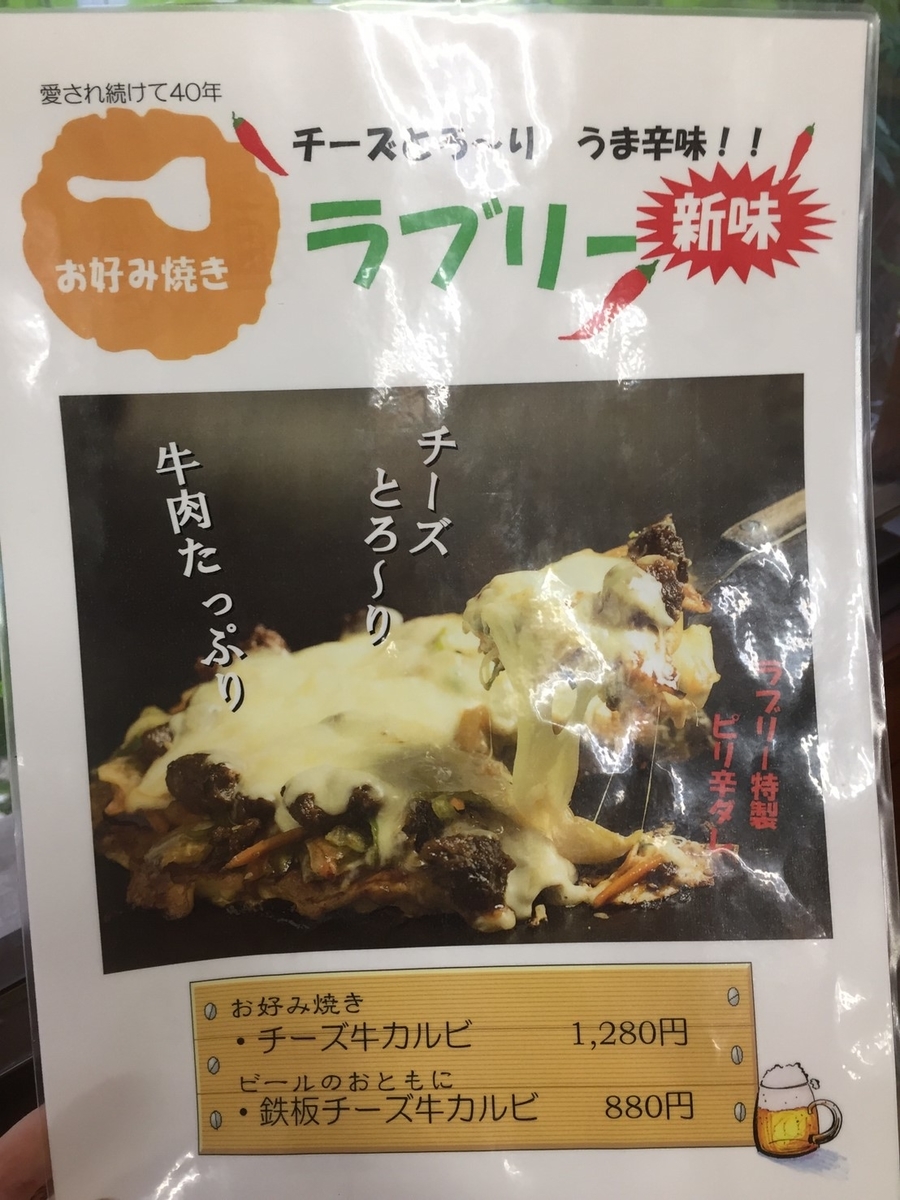 愛され続けて40年
お好み焼き
チーズとろ〜り うま辛味！！
ラブリー
新味
チーズ
とろ〜り
牛肉たっぷり
ラブリー特製
ピリ辛ダレ
お好み焼き
・チーズ牛カルビ 1,280円
ビールのおともに
・鉄板チーズ牛カルビ 880円